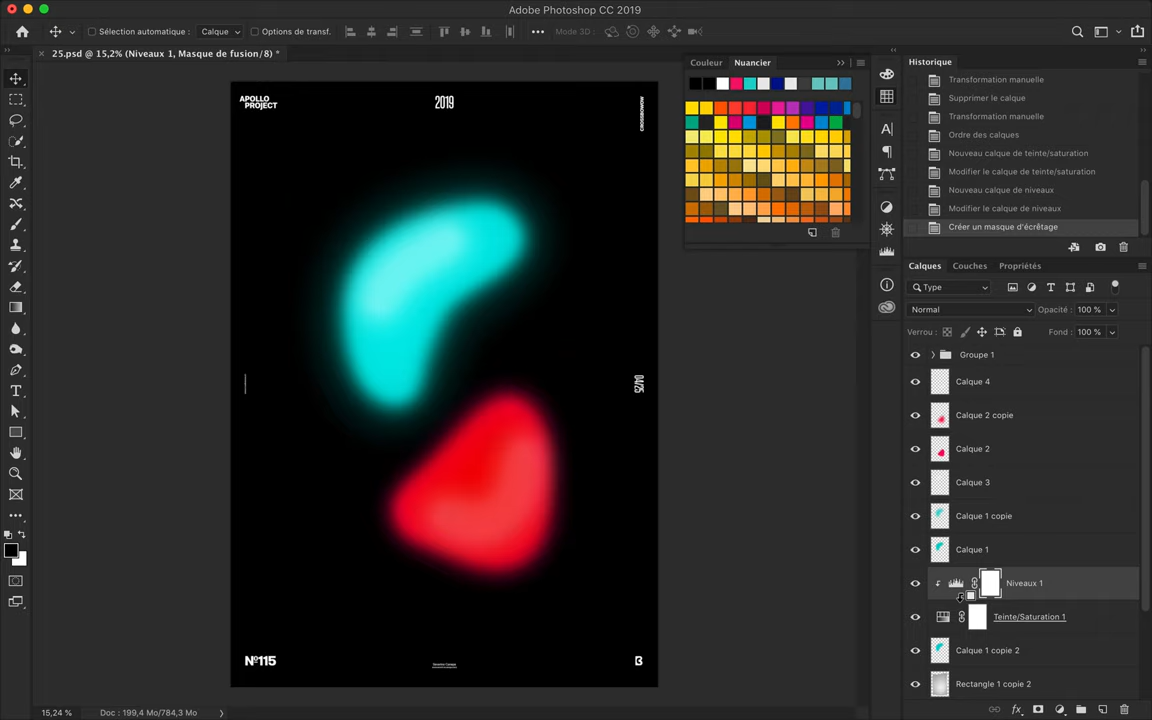 Adobe Photoshop CC 2019
Sélection automatique :
Calque
Options de transf.
Mode 3D :
25.psd @ 15,2% (Niveaux 1, Masque de fusion/8) *
APOLLO
PROJECT
2019
CROSSBOWOW
04/25
Nº115
B
Couleur
Nuancier
Historique
Transformation manuelle
Supprimer le calque
Transformation manuelle
Ordre des calques
Nouveau calque de teinte/saturation
Modifier le calque de teinte/saturation
Nouveau calque de niveaux
Modifier le calque de niveaux
Créer un masque d'écrêtage
Calques
Couches
Propriétés
Type
Normal
Opacité : 100 %
Verrou :
Fond : 100 %
Groupe 1
Calque 4
Calque 2 copie
Calque 2
Calque 3
Calque 1 copie
Calque 1
Niveaux 1
Teinte/Saturation 1
Calque 1 copie 2
Rectangle 1 copie 2
15,24 %
Doc : 199,4 Mo/784,3 Mo